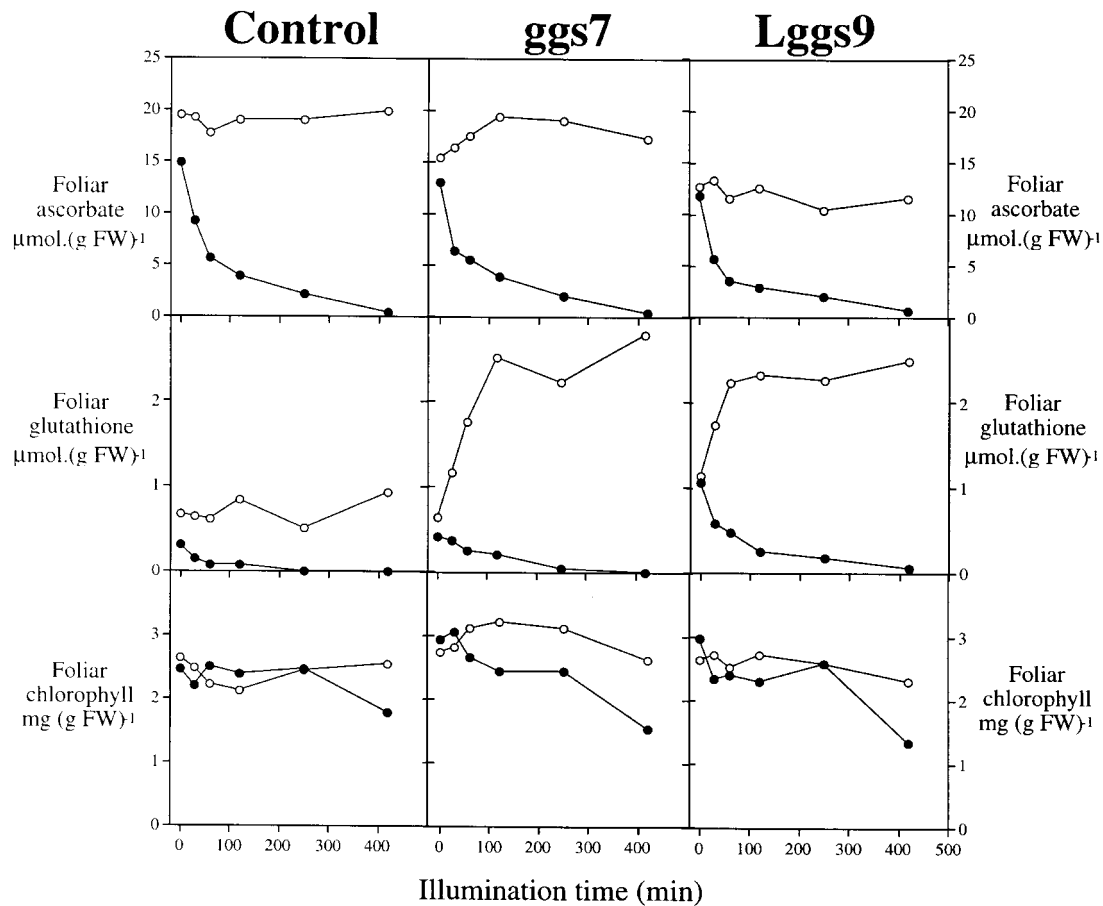 Control ggs7 Lggs9
25
20
15
10
5
0
Foliar
ascorbate
μmol.(g FW)-1
25
20
15
10
5
0
Foliar
ascorbate
μmol.(g FW)-1
2
1
0
Foliar
glutathione
μmol.(g FW)-1
2
1
0
Foliar
glutathione
μmol.(g FW)-1
3
2
1
0
Foliar
chlorophyll
mg (g FW)-1
3
2
1
0
Foliar
chlorophyll
mg (g FW)-1
0 100 200 300 400 0 100 200 300 400 0 100 200 300 400 500
Illumination time (min)